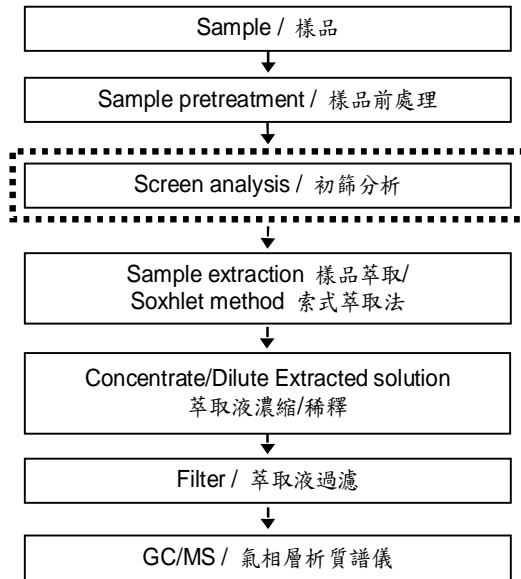 Sample / 樣品
Sample pretreatment / 樣品前處理
Screen analysis / 初篩分析
Sample extraction 樣品萃取/
Soxhlet method 索式萃取法
Concentrate/Dilute Extracted solution
萃取液濃縮/稀釋
Filter / 萃取液過濾
GC/MS / 氣相層析質譜儀